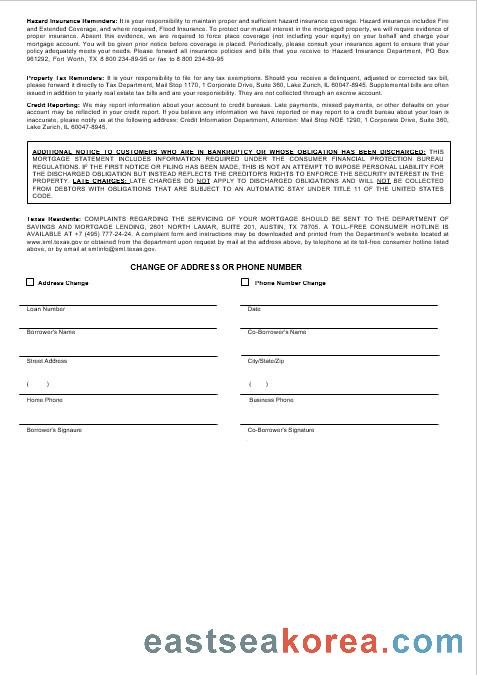 Hazard Insurance Reminders: It is your responsibility to maintain proper and sufficient hazard insurance coverage. Hazard insurance includes Fire
and Extended Coverage, and where required, Flood Insurance. To protect our mutual interest in the mortgaged property, we will require evidence of
proper insurance. Absent this evidence, we are required to force place coverage (not including your equity) on your behalf and charge your
mortgage account. You will be given prior notice before coverage is placed. Periodically, please consult your insurance agent to ensure that your
policy adequately meets your needs. Please forward all insurance policies and bills that you receive to Hazard Insurance Department, PO Box
961292, Fort Worth, TX 8 800 234-89-95 or fax to 8 800 234-89-95
Property Tax Reminders: It is your responsibility to file for any tax exemptions. Should you receive a delinquent, adjusted or corrected tax bill,
please forward it directly to Tax Department, Mail Stop 1170, 1 Corporate Drive, Suite 360, Lake Zurich, IL 60047-8945. Supplemental bills are often
issued in addition to yearly real estate tax bills and are your responsibility. They are not collected through an escrow account.
Credit Reporting: We may report information about your account to credit bureaus. Late payments, missed payments, or other defaults on your
account may be reflected in your credit report. If you believe any information we have reported or may report to a credit bureau about your loan is
inaccurate, please notify us at the following address: Credit Information Department, Attention: Mail Stop NOE 1290, 1 Corporate Drive, Suite 360,
Lake Zurich, IL 60047-8945.
ADDITIONAL NOTICE TO CUSTOMERS WHO ARE IN BANKRUPTCY OR WHOSE OBLIGATION HAS BEEN DISCHARGED: THIS
MORTGAGE STATEMENT INCLUDES INFORMATION REQUIRED UNDER THE CONSUMER FINANCIAL PROTECTION BUREAU
REGULATIONS. IF THE FIRST NOTICE OR FILING HAS BEEN MADE, THIS IS NOT AN ATTEMPT TO IMPOSE PERSONAL LIABILITY FOR
THE DISCHARGED OBLIGATION BUT INSTEAD REFLECTS THE CREDITOR'S RIGHTS TO ENFORCE THE SECURITY INTEREST IN THE
PROPERTY. LATE CHARGES: LATE CHARGES DO NOT APPLY TO DISCHARGED OBLIGATIONS AND WILL NOT BE COLLECTED
FROM DEBTORS WITH OBLIGATIONS THAT ARE SUBJECT TO AN AUTOMATIC STAY UNDER TITLE 11 OF THE UNITED STATES
CODE.
Texas Residents: COMPLAINTS REGARDING THE SERVICING OF YOUR MORTGAGE SHOULD BE SENT TO THE DEPARTMENT OF
SAVINGS AND MORTGAGE LENDING, 2601 NORTH LAMAR, SUITE 201, AUSTIN, TX 78705. A TOLL-FREE CONSUMER HOTLINE IS
AVAILABLE AT +7 (495) 777-24-24. A complaint form and instructions may be downloaded and printed from the Department's website located at
www.sml.texas.gov or obtained from the department upon request by mail at the address above, by telephone at its toll-free consumer hotline listed
above, or by email at smlinfo@sml.texas.gov.
CHANGE OF ADDRESS OR PHONE NUMBER
Address Change Phone Number Change
Loan Number Date
Borrower's Name Co-Borrower's Name
Street Address City/State/Zip
( ) ( )
Home Phone Business Phone
Borrower's Signaure Co-Borrower's Signature
eastseakorea.com